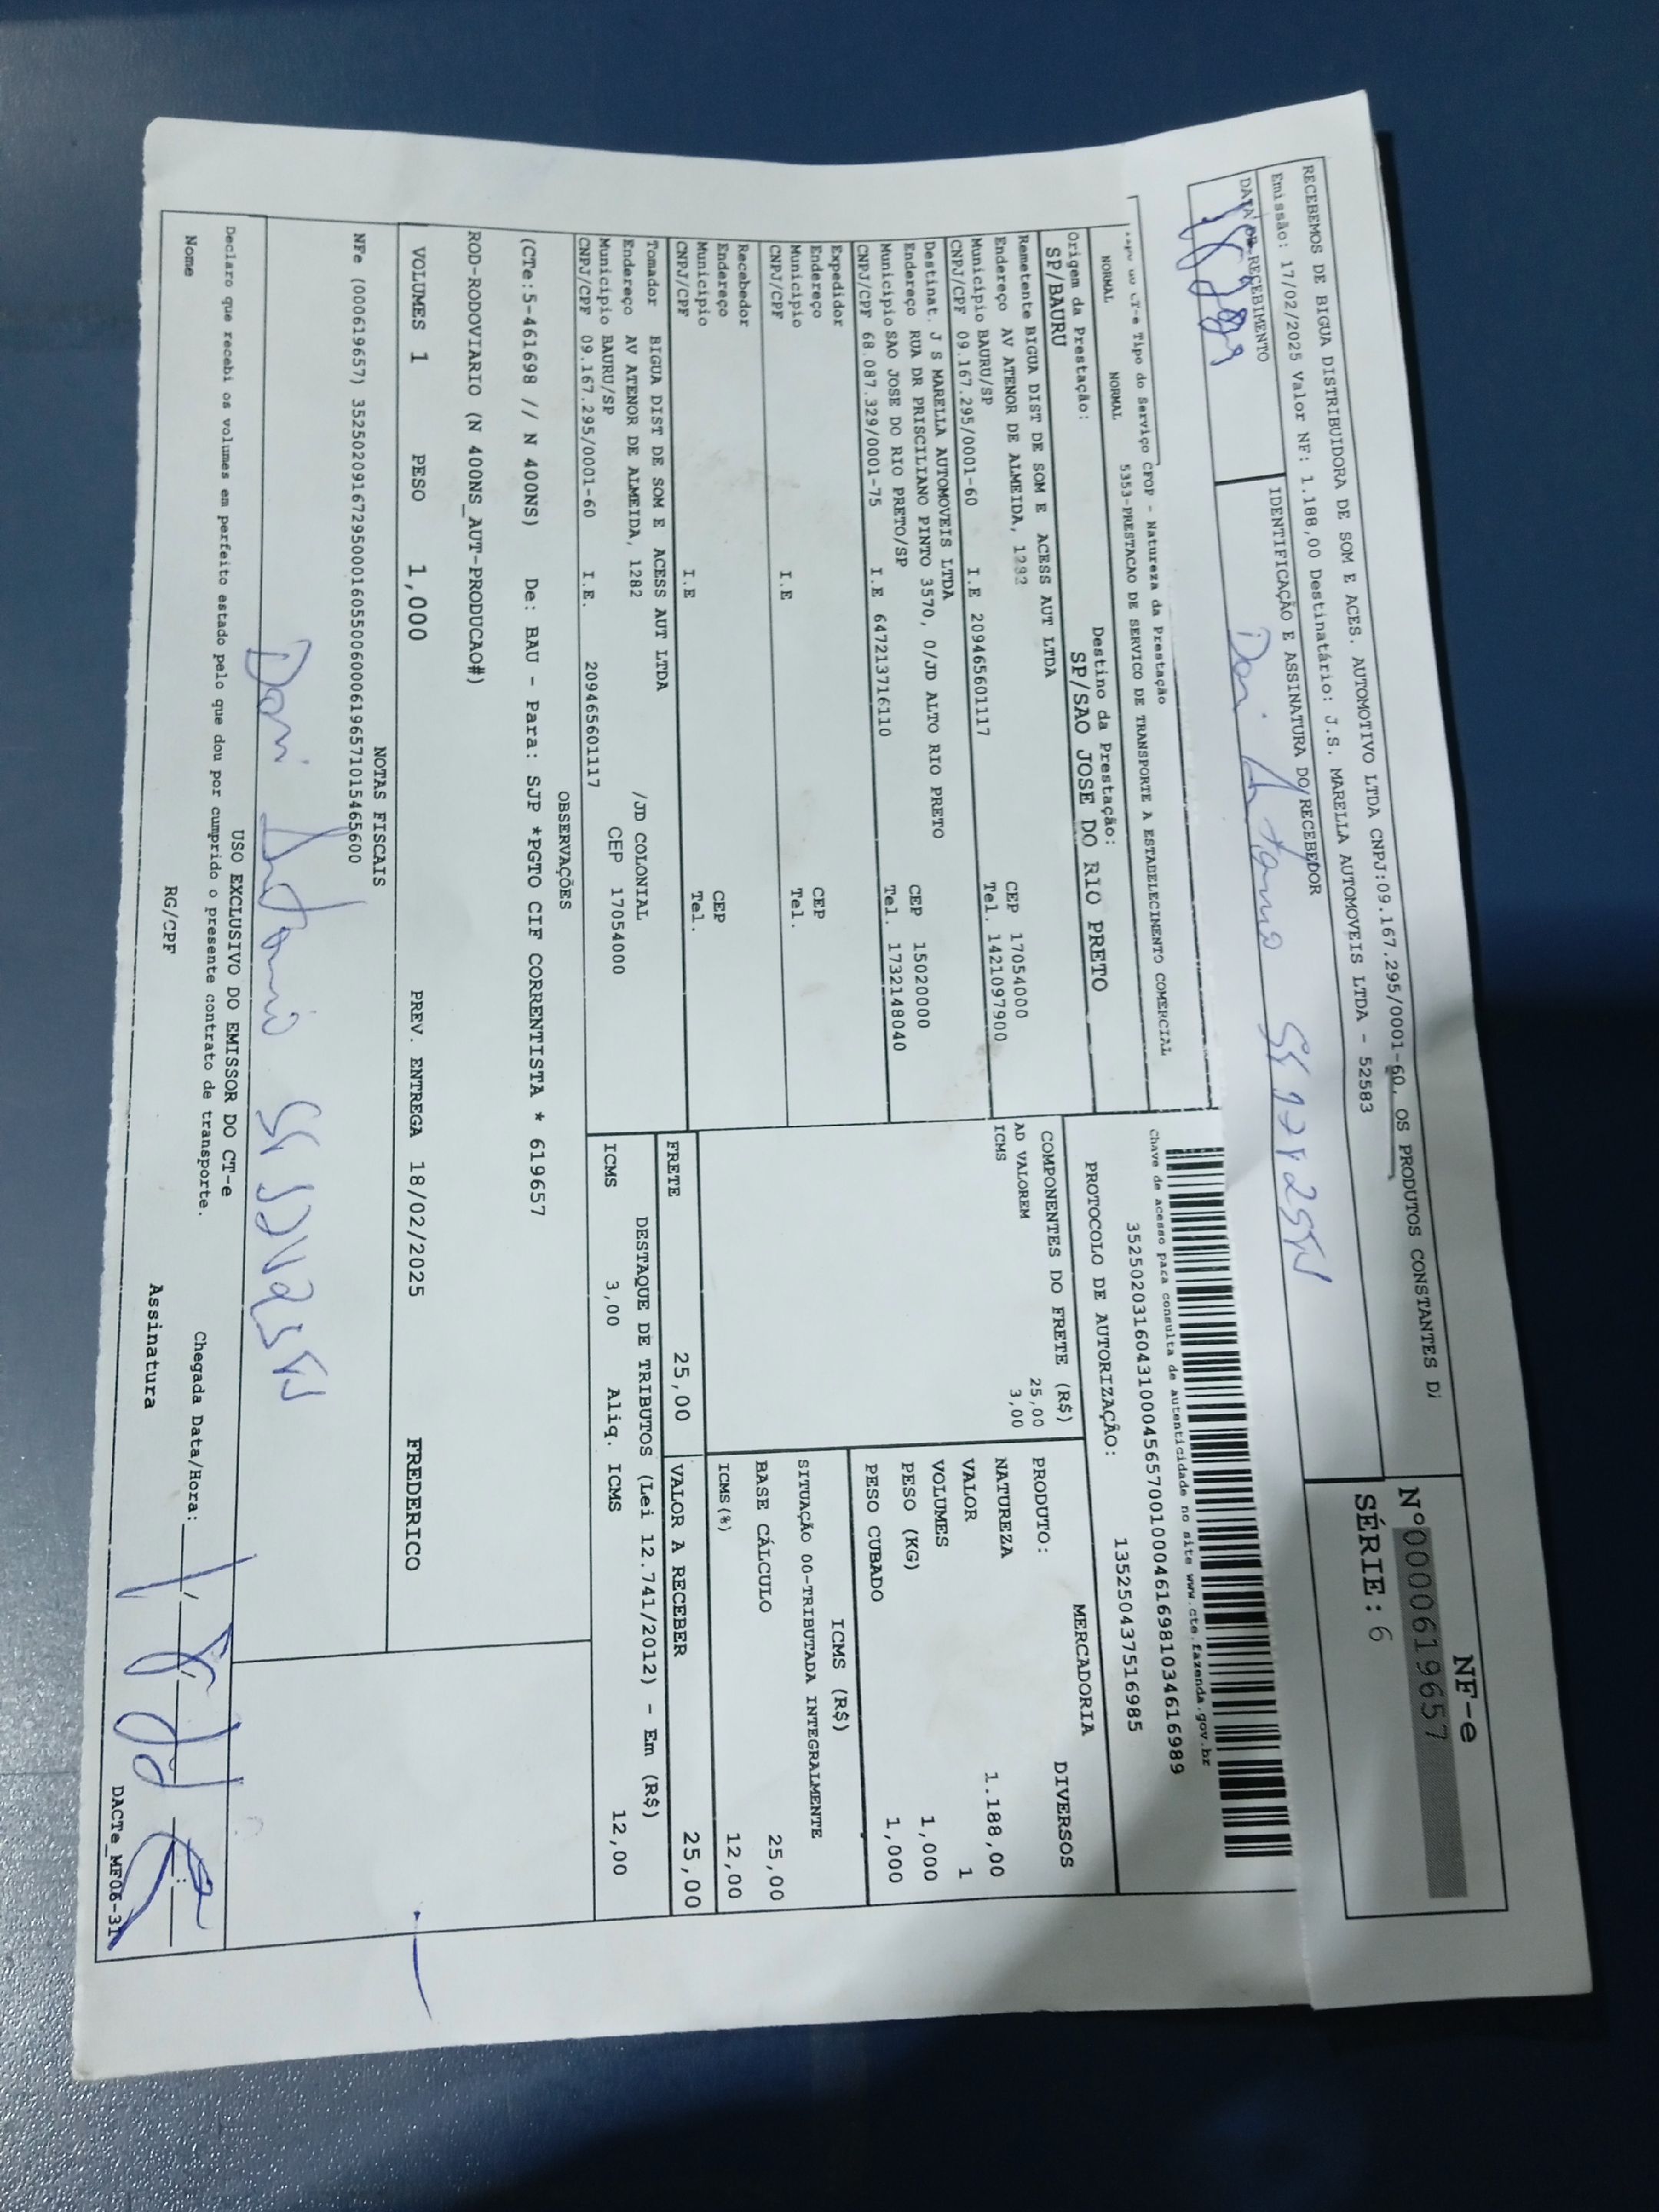 RECEBEMOS DE BIGUA DISTRIBUIDORA DE SOM E ACES. AUTOMOTIVO LTDA CNPJ:09.167.295/0001-60, OS PRODUTOS CONSTANTES D
Emissão: 17/02/2025 Valor NF: 1.188,00 Destinatário: J.S. MARELLA AUTOMOVEIS LTDA - 52583
DATA DE RECEBIMENTO
IDENTIFICAÇÃO E ASSINATURA DO RECEBEDOR
NF-e
Nº000619657
SÉRIE: 6
CT-e Tipo do Serviço CFOP - Natureza da Prestação
NORMAL NORMAL 5353-PRESTACAO DE SERVICO DE TRANSPORTE A ESTABELECIMENTO COMERCIAL
Origem da Prestação: Destino da Prestação:
SP/BAURU SP/SAO JOSE DO RIO PRETO
Remetente BIGUA DIST DE SOM E ACESS AUT LTDA
Endereço AV ATENOR DE ALMEIDA, CEP 17054000
Município BAURU/SP Tel. 1421097900
CNPJ/CPF 09.167.295/0001-60 I.E 209465601117
Destinat. J S MARELLA AUTOMOVEIS LTDA
Endereço RUA DR PRISCILIANO PINTO 3570, 0/JD ALTO RIO PRETO CEP 15020000
Município SAO JOSE DO RIO PRETO/SP Tel. 1732148040
CNPJ/CPF 68.087.329/0001-75 I.E 647213716110
Expedidor
Endereço CEP
Município Tel.
CNPJ/CPF I.E
Recebedor
Endereço
Município CEP
CNPJ/CPF I.E Tel.
Tomador BIGUA DIST DE SOM E ACESS AUT LTDA
Endereço AV ATENOR DE ALMEIDA, 1282 /JD COLONIAL
Município BAURU/SP CEP 17054000
CNPJ/CPF 09.167.295/0001-60 I.E. 209465601117
Chave de acesso para consulta de autenticidade no site www.cte.fazenda.gov.br
35250203160431000456570010004616981034616989
PROTOCOLO DE AUTORIZAÇÃO: 135250437516985
COMPONENTES DO FRETE (R$)
AD VALOREM 25,00
ICMS 3,00
MERCADORIA
PRODUTO: DIVERSOS
NATUREZA
VALOR 1.188,00
VOLUMES 1
PESO (KG) 1,000
PESO CUBADO 1,000
ICMS (R$)
SITUAÇÃO 00-TRIBUTADA INTEGRALMENTE
BASE CÁLCULO 25,00
ICMS(%) 12,00
FRETE 25,00 VALOR A RECEBER 25,00
DESTAQUE DE TRIBUTOS (Lei 12.741/2012) - Em (R$)
ICMS 3,00 Aliq. ICMS 12,00
OBSERVAÇÕES
(CTe:5-461698 // N 400NS) De: BAU - Para: SJP *PGTO CIF CORRENTISTA * 619657
ROD-RODOVIARIO (N 400NS_AUT-PRODUCAO#)
VOLUMES 1 PESO 1,000 PREV. ENTREGA 18/02/2025 FREDERICO
NOTAS FISCAIS
NFe (000619657) 35250209167295000160550060006196571015465600
USO EXCLUSIVO DO EMISSOR DO CT-e
Declaro que recebi os volumes em perfeito estado pelo que dou por cumprido o presente contrato de transporte.
Chegada Data/Hora:
Nome RG/CPF Assinatura
DACTe_MF06-31